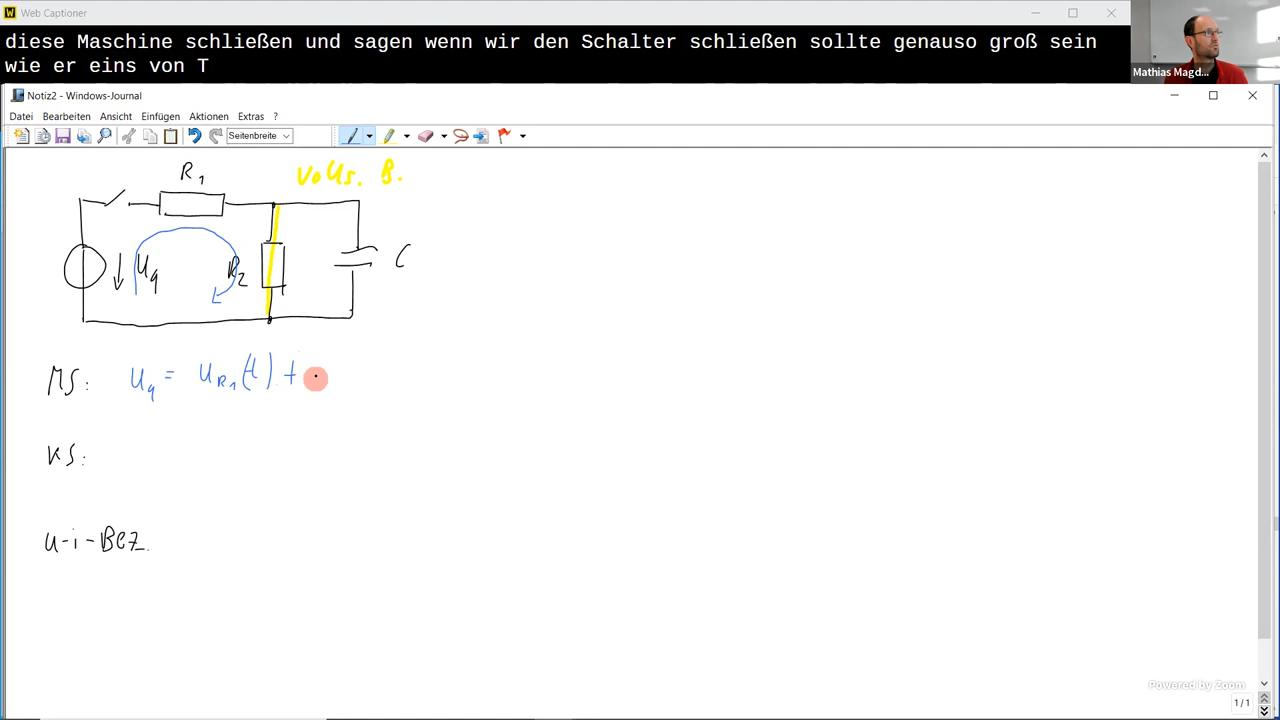 Web Captioner
diese Maschine schließen und sagen wenn wir den Schalter schließen sollte genauso groß sein
wie er eins von T
Mathias Magd...
Notiz2 - Windows-Journal
Datei Bearbeiten Ansicht Einfügen Aktionen Extras ?
Seitenbreite
R1
Volls. B.
Uq
R2
C
MS: Uq = UR1(t) +
KS:
u-i-Bez.
Powered by Zoom
1/1